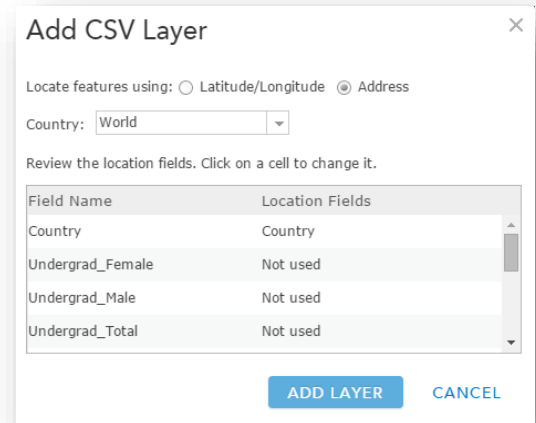 Add CSV Layer
Locate features using: Latitude/Longitude Address
Country: World
Review the location fields. Click on a cell to change it.
Field Name Location Fields
Country Country
Undergrad_Female Not used
Undergrad_Male Not used
Undergrad_Total Not used
ADD LAYER CANCEL